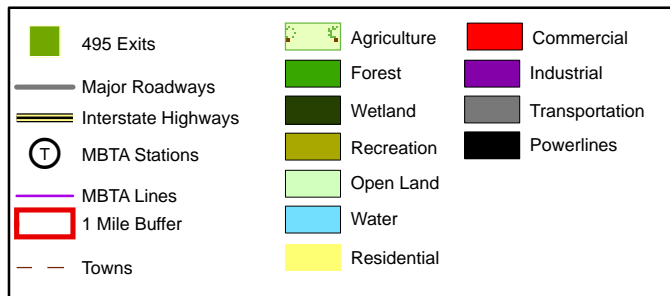 495 Exits
Major Roadways
Interstate Highways
T
MBTA Stations
MBTA Lines
1 Mile Buffer
Towns
Agriculture
Forest
Wetland
Recreation
Open Land
Water
Residential
Commercial
Industrial
Transportation
Powerlines